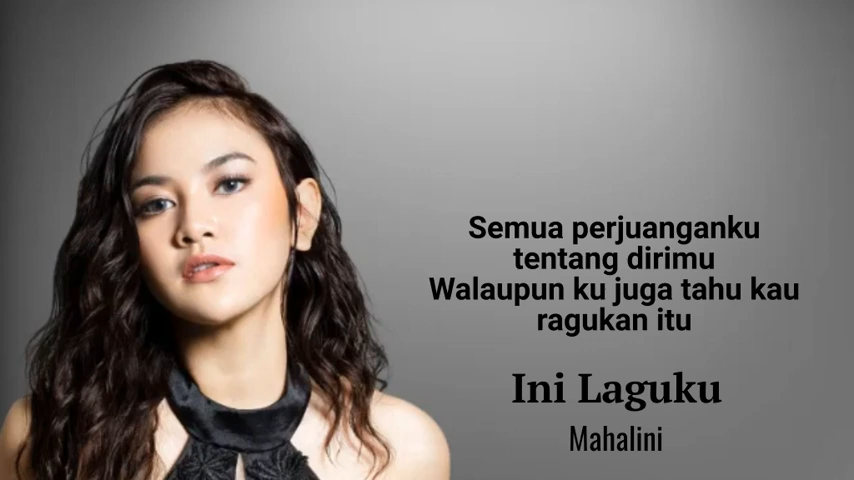 Semua perjuanganku
tentang dirimu
Walaupun ku juga tahu kau
ragukan itu
Ini Laguku
Mahalini